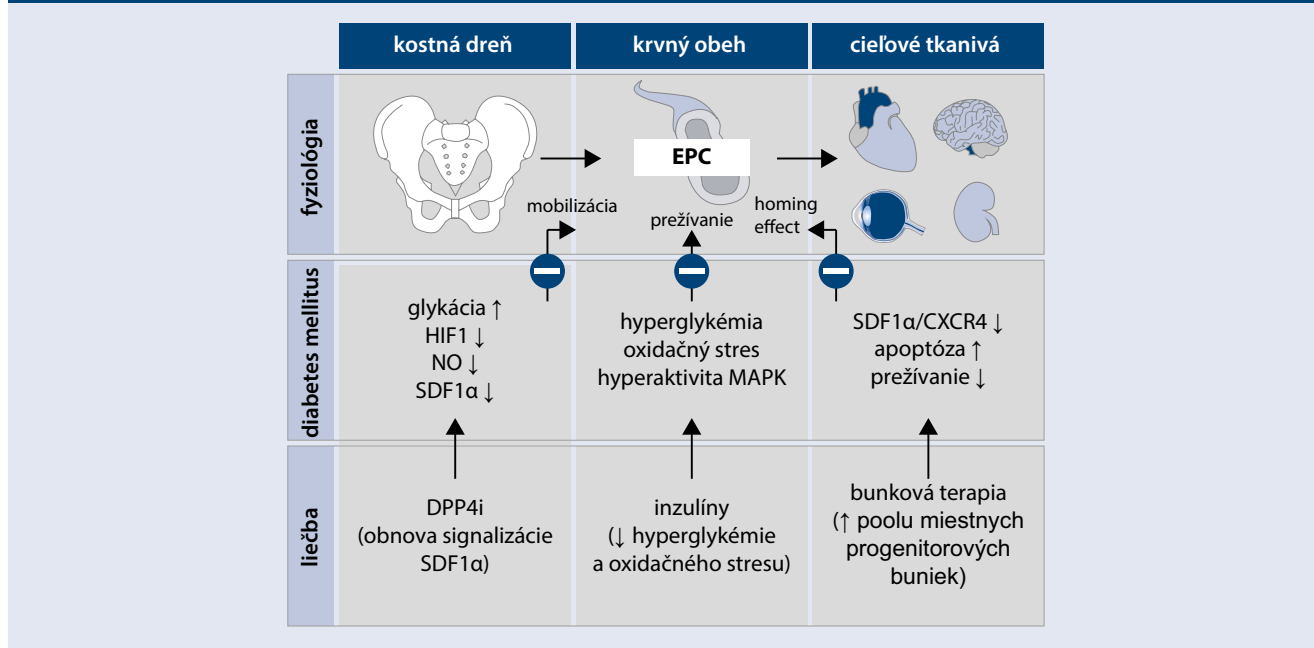 kostná dreň
krvný obeh
cieľové tkanivá
fyziológia
EPC
mobilizácia
prežívanie
homing
effect
diabetes mellitus
glykácia ↑
HIF1 ↓
NO ↓
SDF1α ↓
hyperglykémia
oxidačný stres
hyperaktivita MAPK
SDF1α/CXCR4 ↓
apoptóza ↑
prežívanie ↓
liečba
DPP4i
(obnova signalizácie
SDF1α)
inzulíny
(↓ hyperglykémie
a oxidačného stresu)
bunková terapia
(↑ poolu miestnych
progenitorových
buniek)